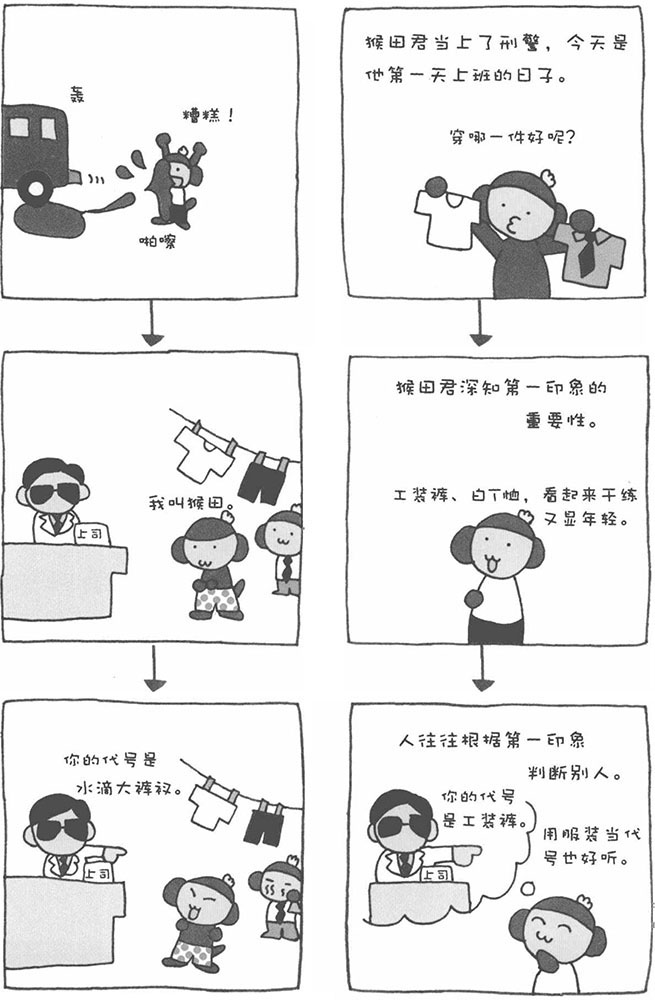 猴田君当上了刑警，今天是
他第一天上班的日子。
穿哪一件好呢？
猴田君深知第一印象的
重要性。
工装裤、白T恤，看起来干练
又显年轻。
人往往根据第一印象
判断别人。
你的代号
是工装裤。
上司
用服装当代
号也好听。
轰
糟糕！
啪嚓
我叫猴田。
上司
你的代号是
水滴大裤衩。
上司